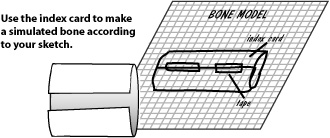 Use the index card to make
a simulated bone according
to your sketch.
BONE MODEL
index card
tape